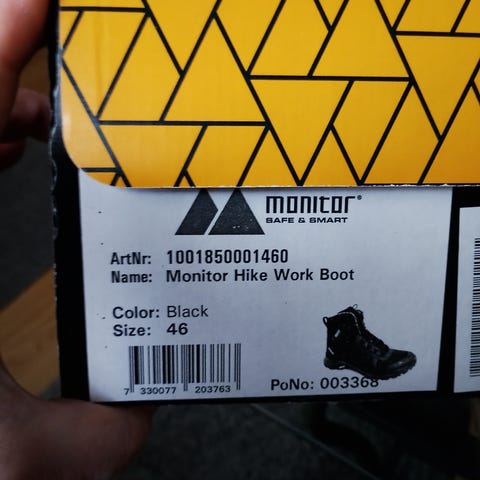 monitor®
SAFE & SMART
ArtNr: 1001850001460
Name: Monitor Hike Work Boot
Color: Black
Size: 46
7 330077 203763
PoNo: 003368